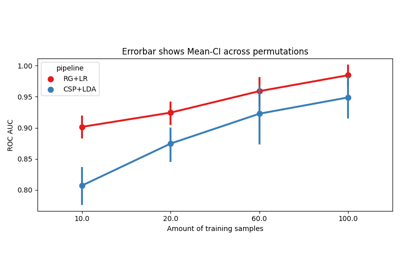 Errorbar shows Mean-CI across permutations
pipeline
RG+LR
CSP+LDA
ROC AUC
1.00
0.95
0.90
0.85
0.80
10.0 20.0 60.0 100.0
Amount of training samples